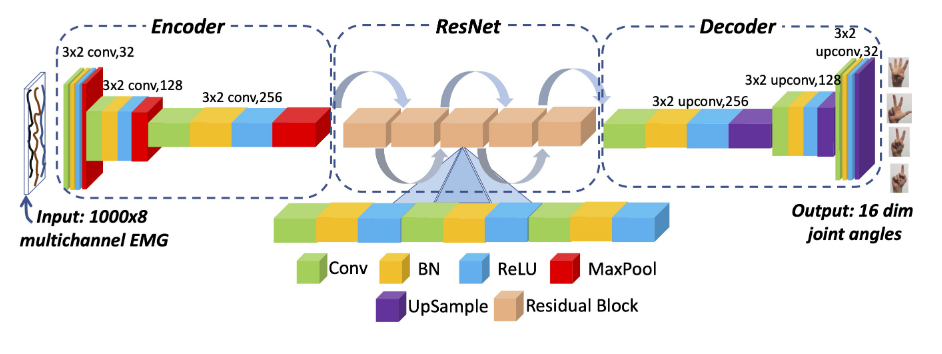 Encoder
ResNet
Decoder
3x2 conv,32
3x2 conv,128
3x2 conv,256
3x2 upconv,256
3x2 upconv,128
3x2
upconv,32
Input: 1000x8
multichannel EMG
Output: 16 dim
joint angles
Conv
BN
ReLU
MaxPool
UpSample
Residual Block